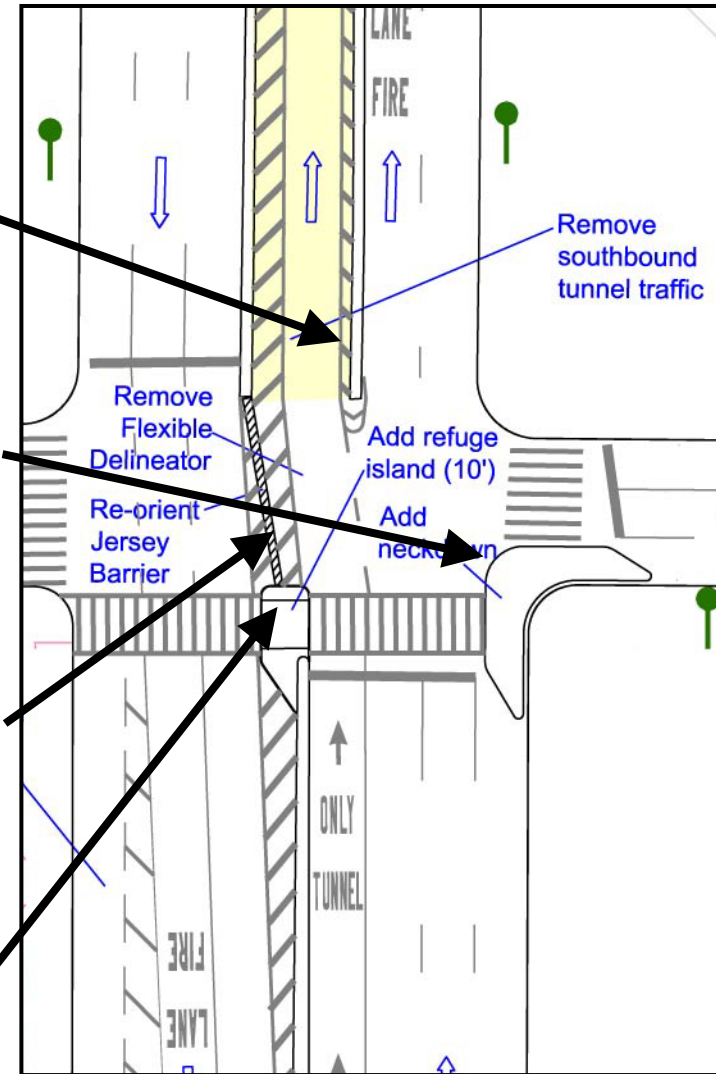 LANE
FIRE
Remove
southbound
tunnel traffic
Remove
Flexible
Delineator
Add refuge
island (10')
Re-orient
Jersey
Barrier
Add
neckdown
ONLY
TUNNEL
FIRE
LANE